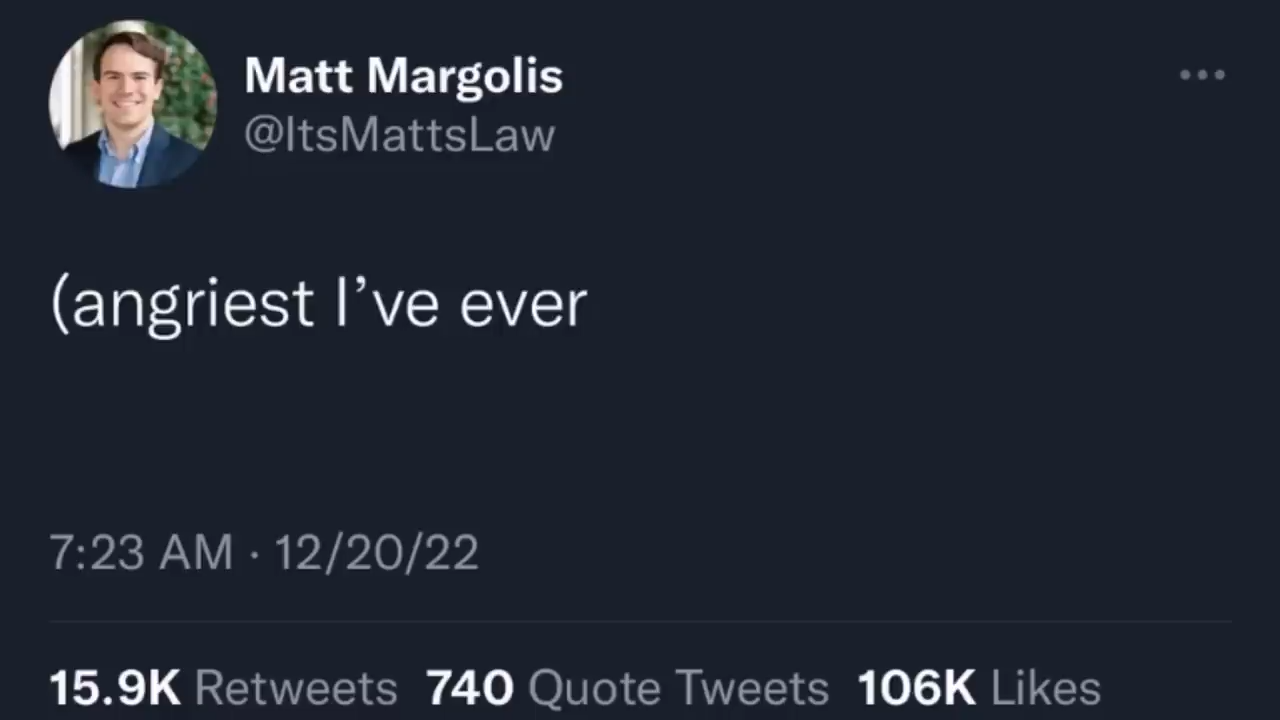 Matt Margolis
@ItsMattsLaw
(angriest I’ve ever
7:23 AM · 12/20/22
15.9K Retweets 740 Quote Tweets 106K Likes